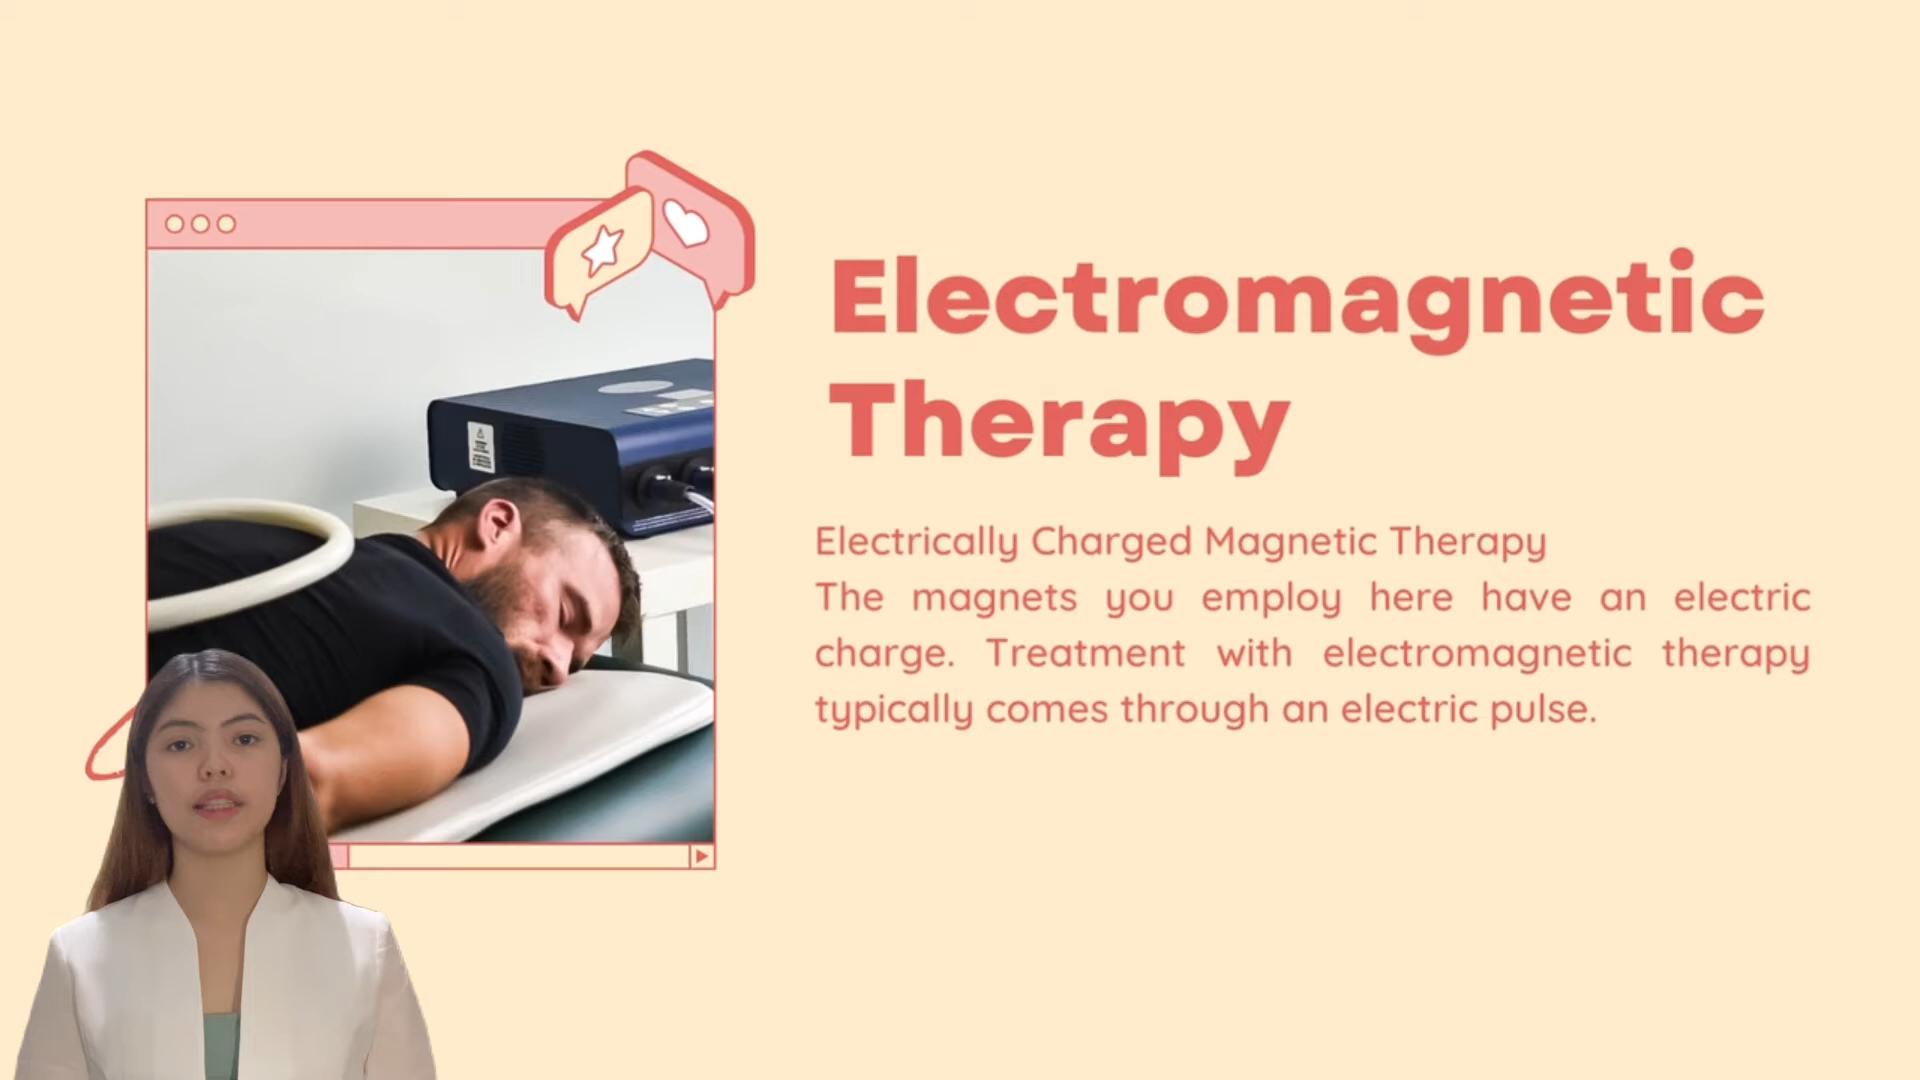 Electromagnetic
Therapy
Electrically Charged Magnetic Therapy
The magnets you employ here have an electric
charge. Treatment with electromagnetic therapy
typically comes through an electric pulse.